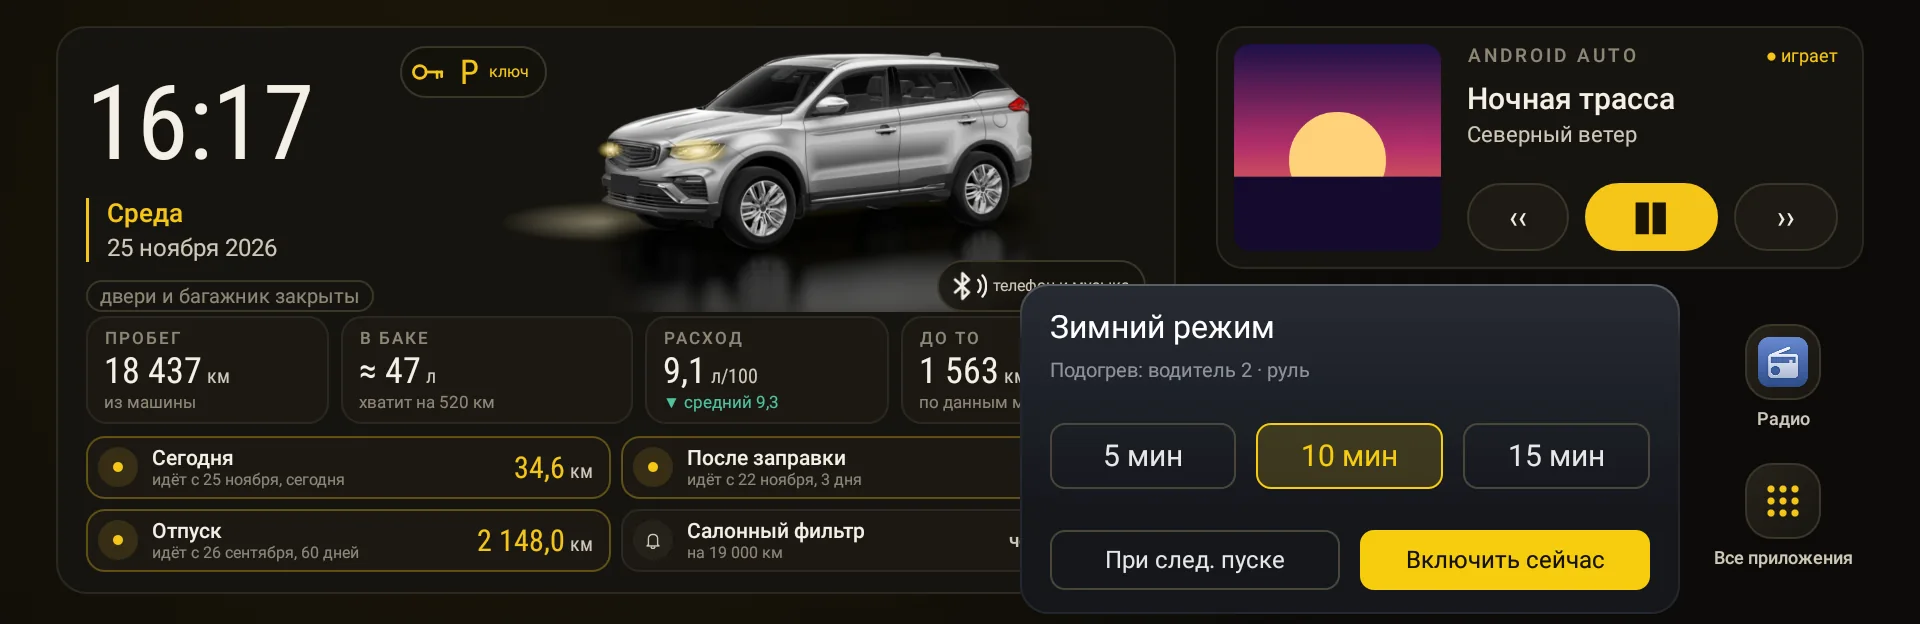 16:17
P ключ
Среда
25 ноября 2026
двери и багажник закрыты
ПРОБЕГ
18 437 км
из машины
В БАКЕ
≈ 47 л
хватит на 520 км
РАСХОД
9,1 л/100
▼ средний 9,3
ДО ТО
1 563
по данным
Сегодня
идёт с 25 ноября, сегодня
34,6 км
После заправки
идёт с 22 ноября, 3 дня
Отпуск
идёт с 26 сентября, 60 дней
2 148,0 км
Салонный фильтр
на 19 000 км
ANDROID AUTO
играет
Ночная трасса
Северный ветер
Зимний режим
Подогрев: водитель 2 · руль
5 мин
10 мин
15 мин
При след. пуске
Включить сейчас
Радио
Все приложения